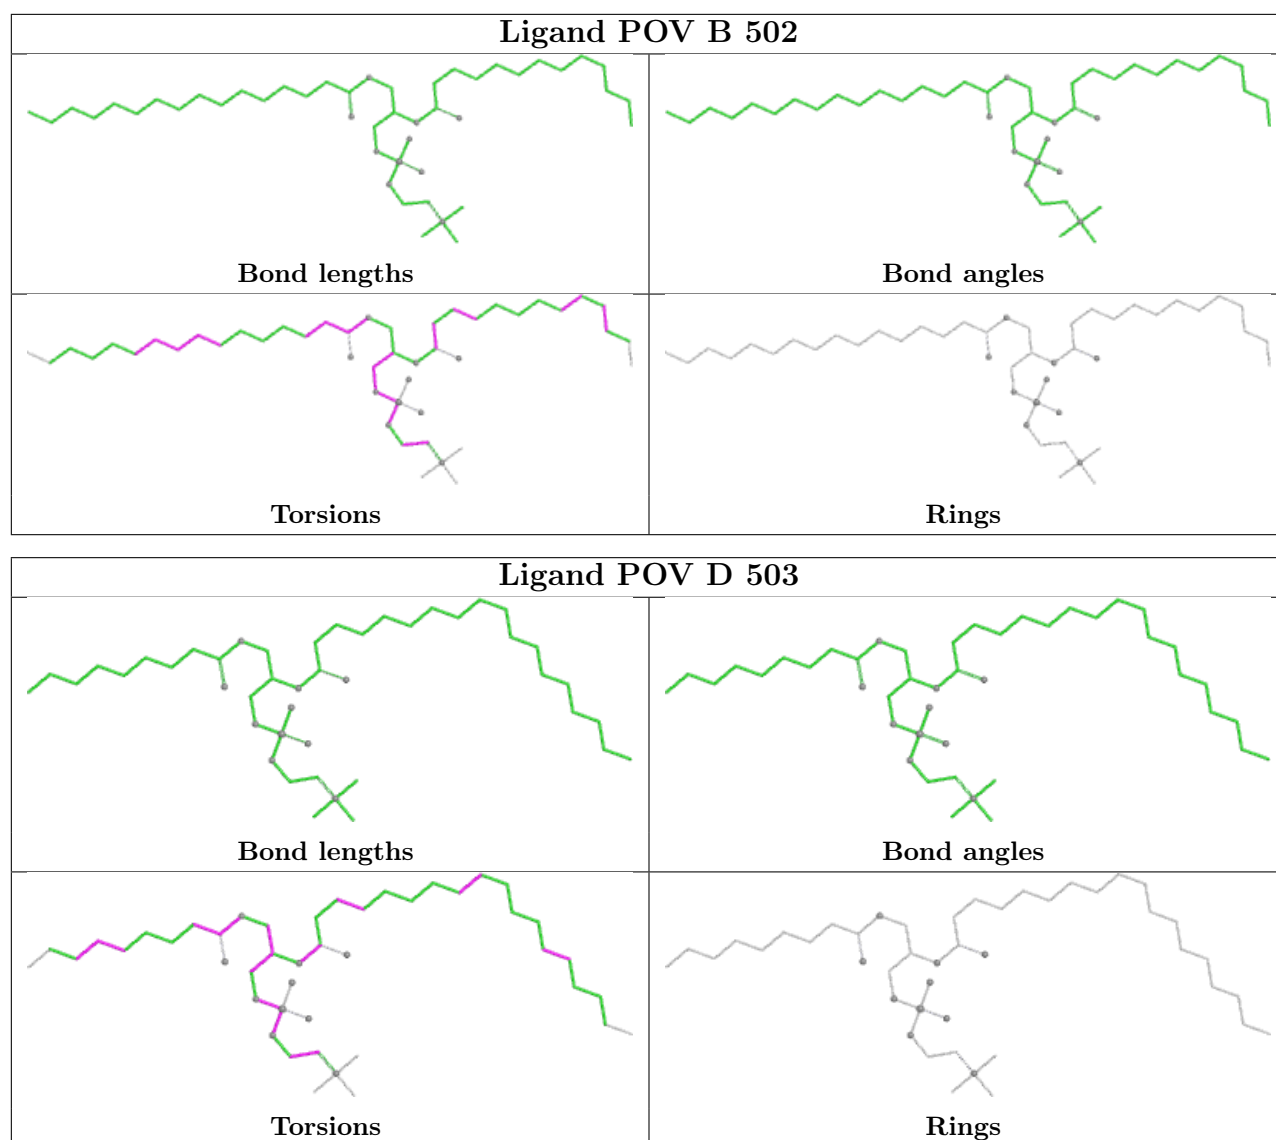 Ligand POV B 502
Bond lengths
Bond angles
Torsions
Rings
Ligand POV D 503
Bond lengths
Bond angles
Torsions
Rings